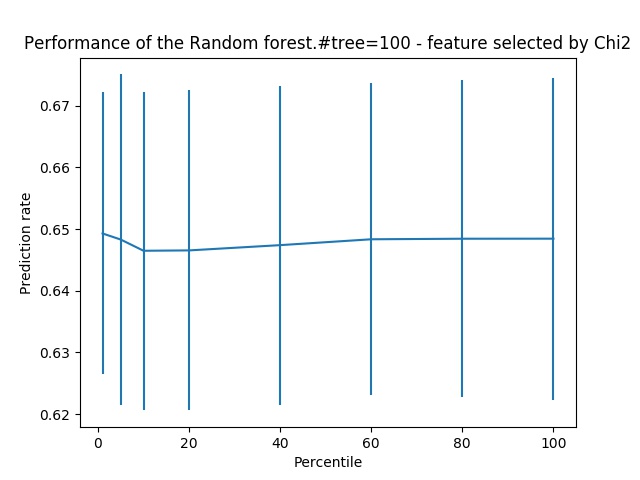 Performance of the Random forest.#tree=100 - feature selected by Chi2
0.67
0.66
0.65
0.64
0.63
0.62
Prediction rate
0 20 40 60 80 100
Percentile